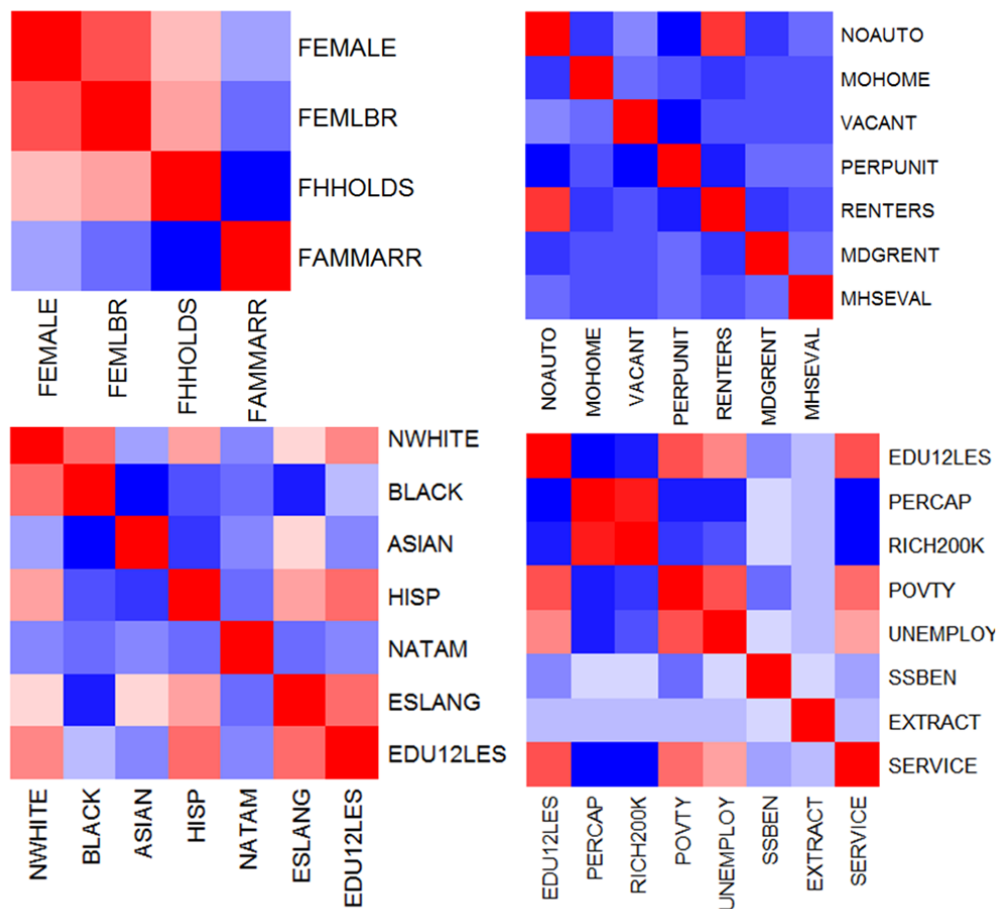 FEMALE
FEMLBR
FHHOLDS
FAMMARR
FEMALE
FEMLBR
FHHOLDS
FAMMARR
NOAUTO
MOHOME
VACANT
PERPUNIT
RENTERS
MDGRENT
MHSEVAL
NOAUTO
MOHOME
VACANT
PERPUNIT
RENTERS
MDGRENT
MHSEVAL
NWHITE
BLACK
ASIAN
HISP
NATAM
ESLANG
EDU12LES
NWHITE
BLACK
ASIAN
HISP
NATAM
ESLANG
EDU12LES
EDU12LES
PERCAP
RICH200K
POVTY
UNEMPLOY
SSBEN
EXTRACT
SERVICE
EDU12LES
PERCAP
RICH200K
POVTY
UNEMPLOY
SSBEN
EXTRACT
SERVICE